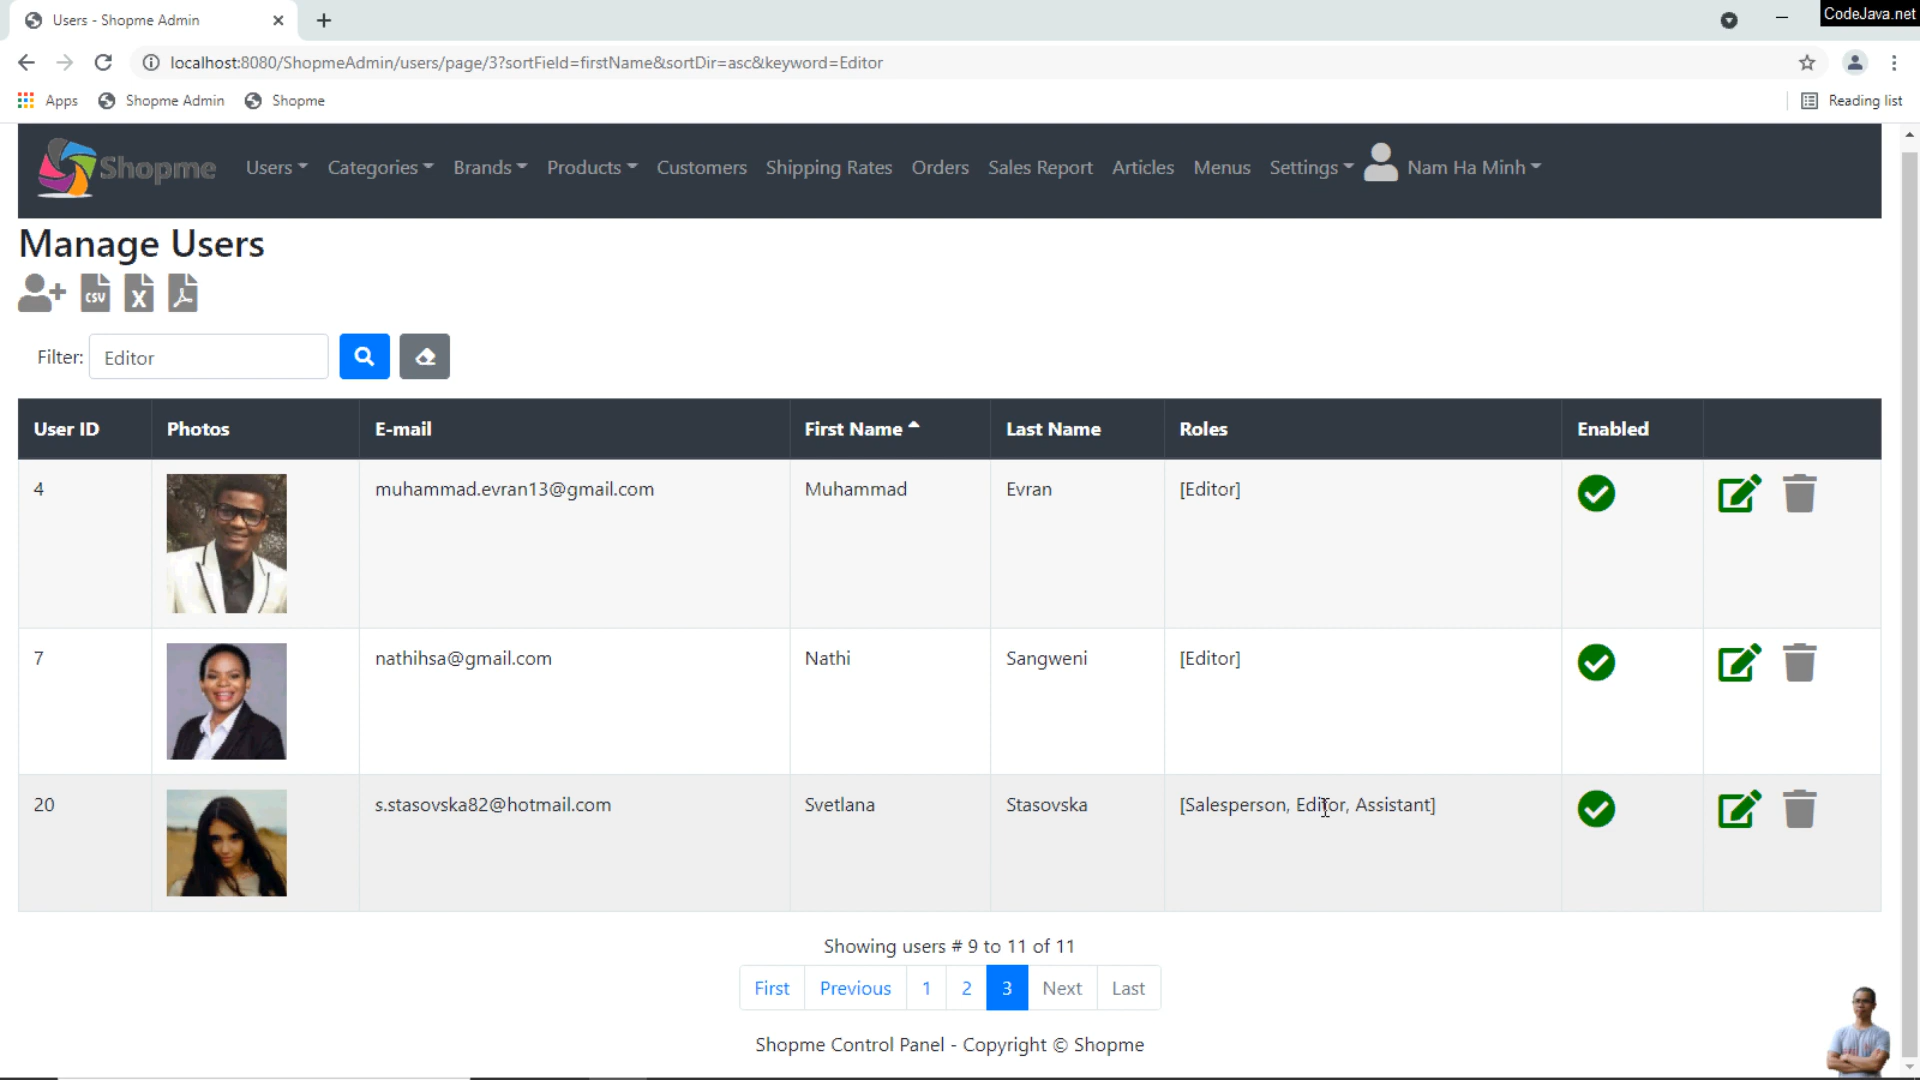 Users - Shopme Admin
CodeJava.net
localhost:8080/ShopmeAdmin/users/page/3?sortField=firstName&sortDir=asc&keyword=Editor
Apps Shopme Admin Shopme Reading list
Shopme Users Categories Brands Products Customers Shipping Rates Orders Sales Report Articles Menus Settings Nam Ha Minh
Manage Users
CSV X
Filter: Editor
User ID Photos E-mail First Name Last Name Roles Enabled
4 muhammad.evran13@gmail.com Muhammad Evran [Editor]
7 nathihsa@gmail.com Nathi Sangweni [Editor]
20 s.stasovska82@hotmail.com Svetlana Stasovska [Salesperson, Editor, Assistant]
Showing users # 9 to 11 of 11
First Previous 1 2 3 Next Last
Shopme Control Panel - Copyright © Shopme